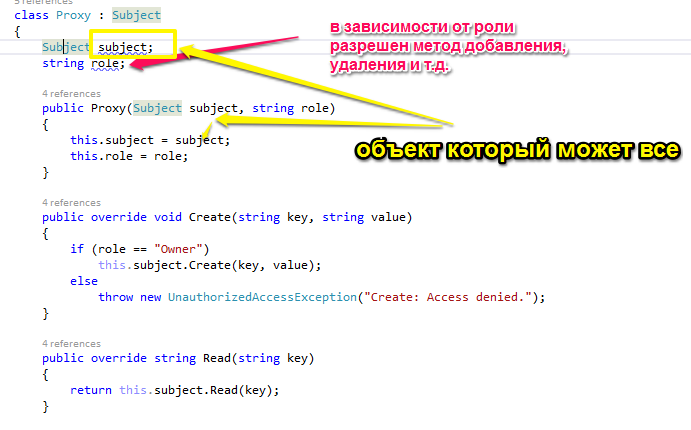 5 references
class Proxy : Subject
{
Subject subject;
string role;
в зависимости от роли
разрешен метод добавления,
удаления и т.д.
4 references
public Proxy(Subject subject, string role)
{
this.subject = subject;
this.role = role;
}
объект который может все
4 references
public override void Create(string key, string value)
{
if (role == "Owner")
this.subject.Create(key, value);
else
throw new UnauthorizedAccessException("Create: Access denied.");
}
4 references
public override string Read(string key)
{
return this.subject.Read(key);
}